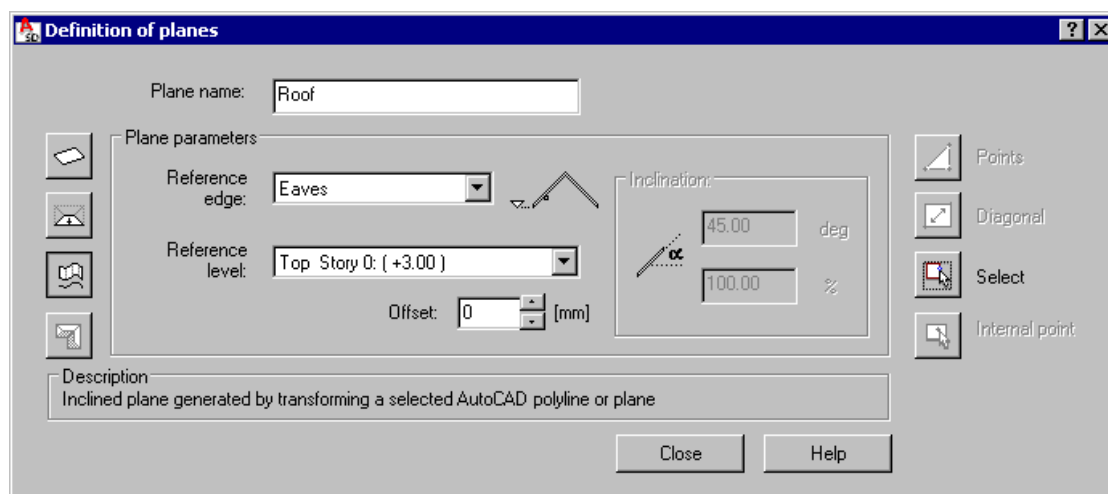 Definition of planes
Plane name: Roof
Plane parameters
Reference edge: Eaves
Reference level: Top Story 0: ( +3.00 )
Offset: 0 [mm]
Inclination:
45.00 deg
α
100.00 %
Points
Diagonal
Select
Internal point
Description
Inclined plane generated by transforming a selected AutoCAD polyline or plane
Close Help